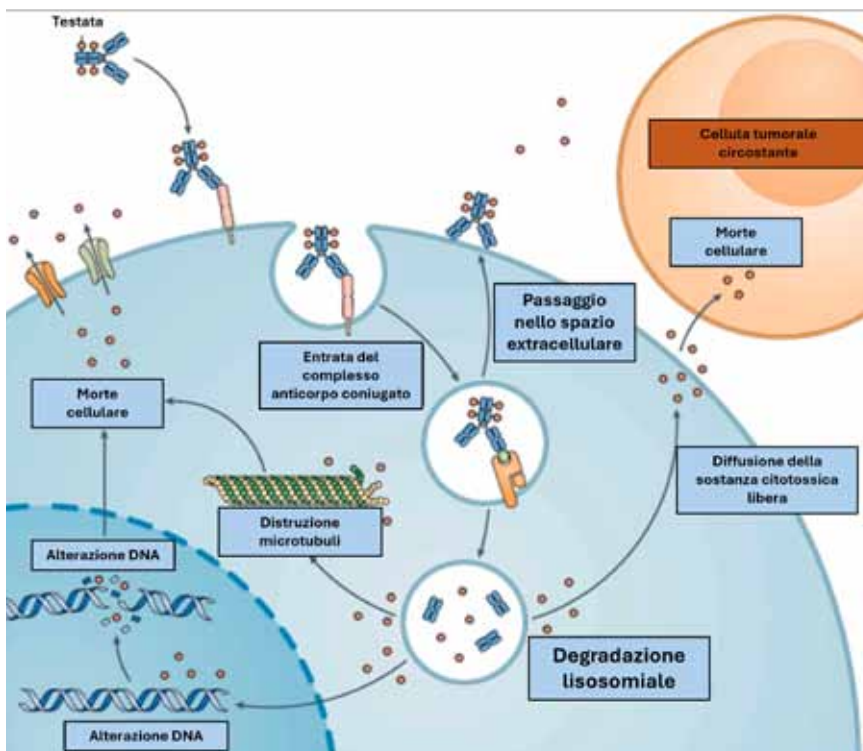 Testata
Cellula tumorale
circostante
Morte
cellulare
Passaggio
nello spazio
extracellulare
Entrata del
complesso
anticorpo coniugato
Morte
cellulare
Diffusione della
sostanza citotossica
libera
Distruzione
microtubuli
Alterazione DNA
Degradazione
lisosomiale
Alterazione DNA